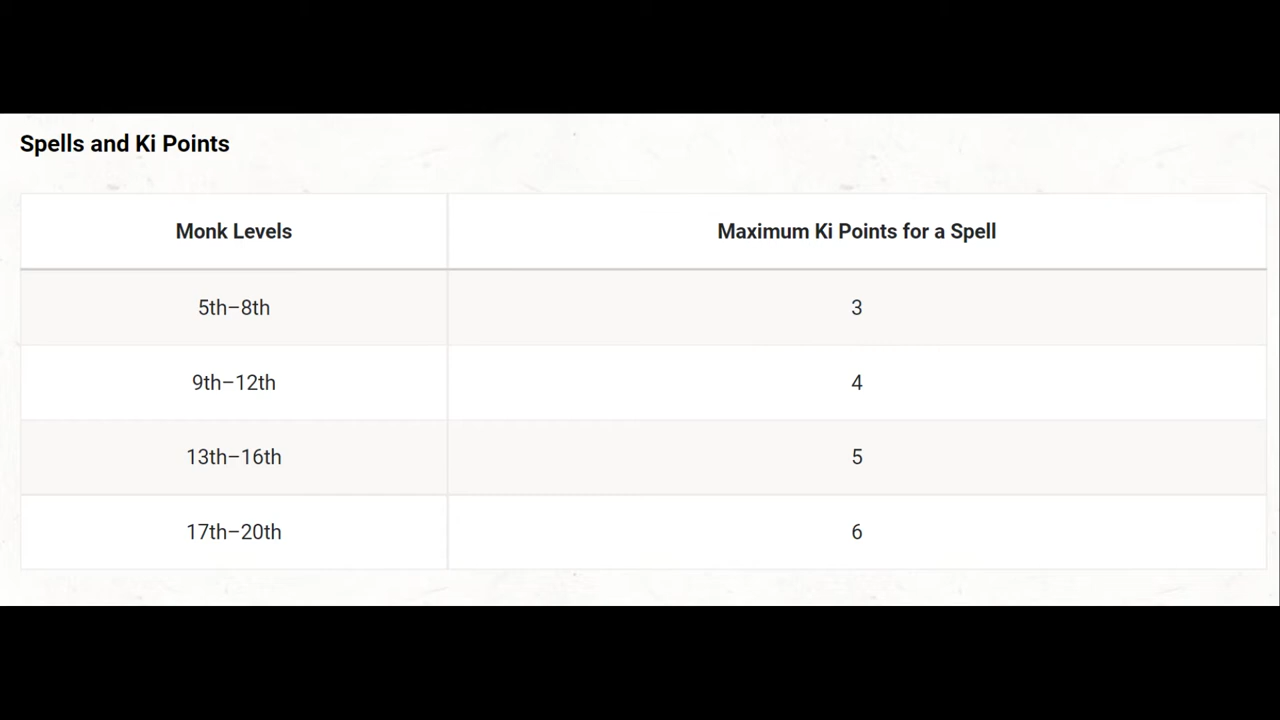 Spells and Ki Points
Monk Levels Maximum Ki Points for a Spell
5th–8th 3
9th–12th 4
13th–16th 5
17th–20th 6